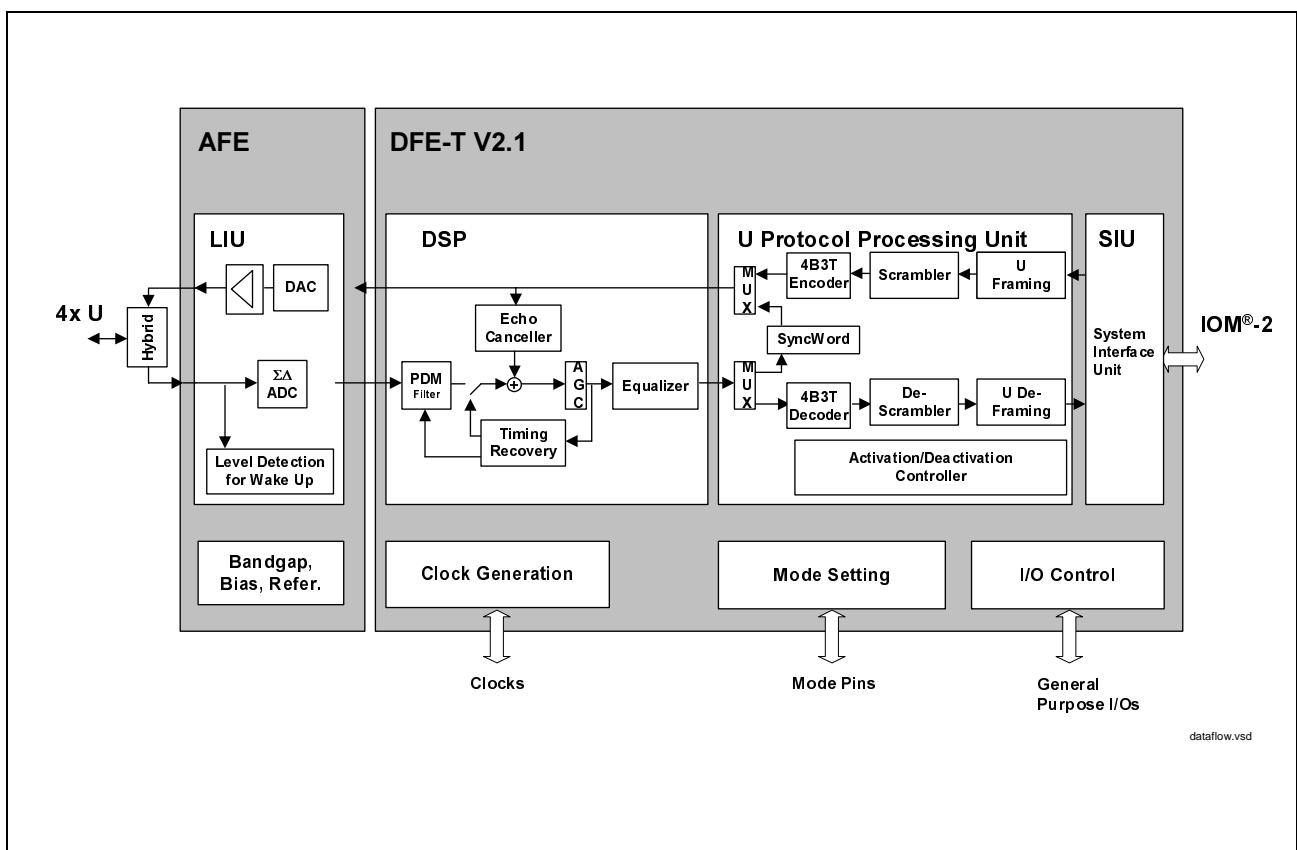 AFE
DFE-T V2.1
LIU
DAC
4x U
Hybrid
ΣΔ
ADC
Level Detection
for Wake Up
DSP
Echo
Canceller
PDM
Filter
A
G
C
Equalizer
Timing
Recovery
U Protocol Processing Unit
M
U
X
4B3T
Encoder
Scrambler
U
Framing
SyncWord
M
U
X
4B3T
Decoder
De-
Scrambler
U De-
Framing
Activation/Deactivation
Controller
SIU
System
Interface
Unit
IOM®-2
Bandgap,
Bias, Refer.
Clock Generation
Mode Setting
I/O Control
Clocks
Mode Pins
General
Purpose I/Os
dataflow.vsd